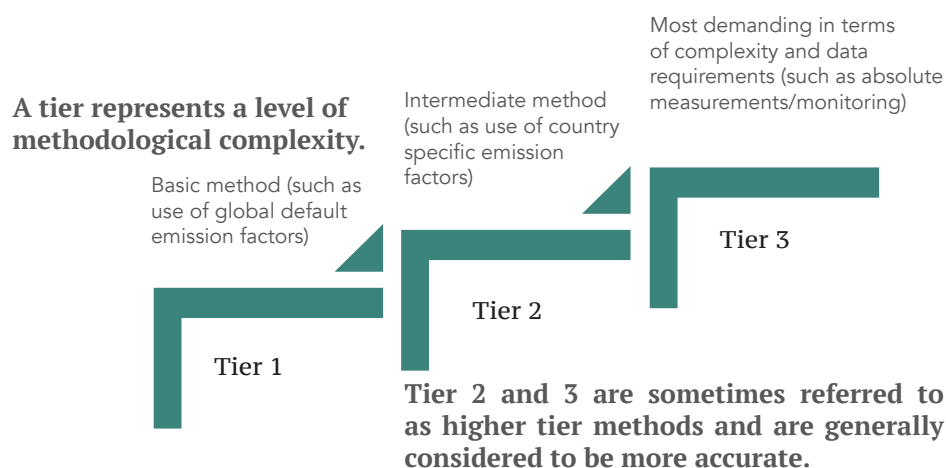 A tier represents a level of
methodological complexity.
Basic method (such as
use of global default
emission factors)
Tier 1
Intermediate method
(such as use of country
specific emission
factors)
Tier 2
Most demanding in terms
of complexity and data
requirements (such as absolute
measurements/monitoring)
Tier 3
Tier 2 and 3 are sometimes referred to
as higher tier methods and are generally
considered to be more accurate.